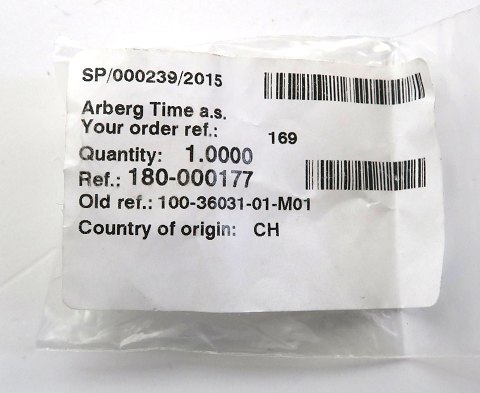 SP/000239/2015
Arberg Time a.s.
Your order ref.: 169
Quantity: 1.0000
Ref.: 180-000177
Old ref.: 100-36031-01-M01
Country of origin: CH